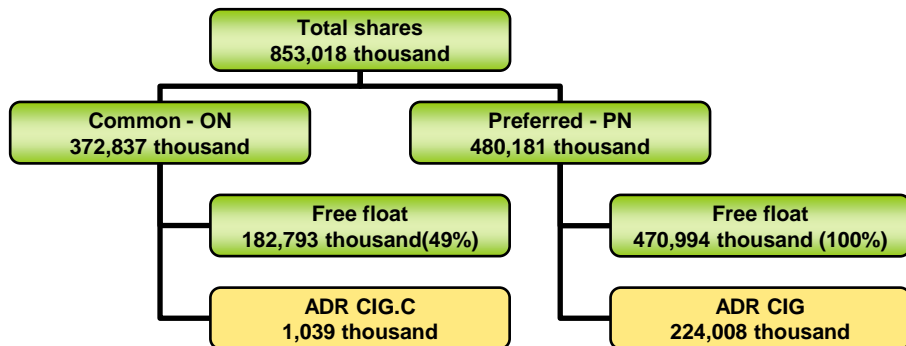 Total shares
853,018 thousand
Common - ON
372,837 thousand
Preferred - PN
480,181 thousand
Free float
182,793 thousand(49%)
Free float
470,994 thousand (100%)
ADR CIG.C
1,039 thousand
ADR CIG
224,008 thousand